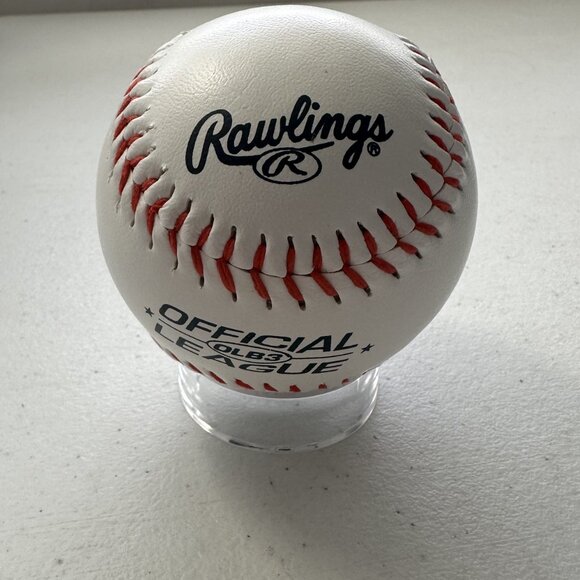 Rawlings®
R
OFFICIAL
OLB3
LEAGUE